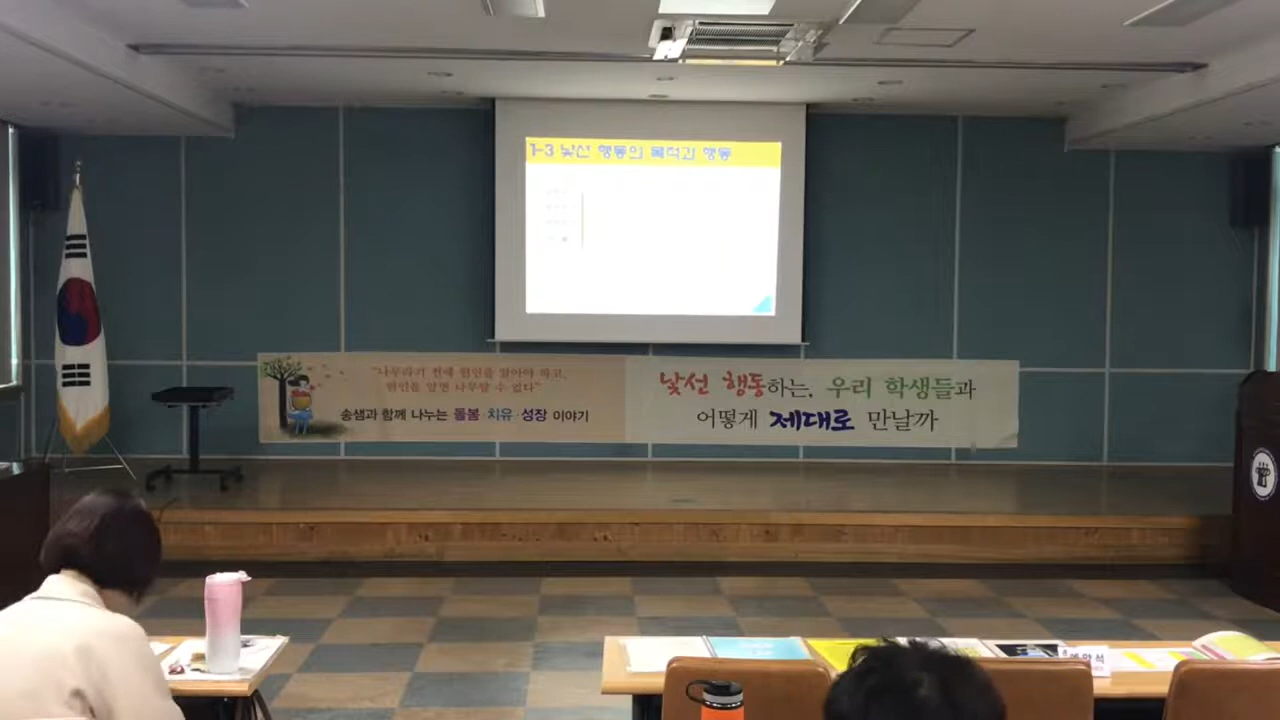 1-3 낯선 행동의 목적과 행동
"나무라기 전에 원인을 알아야 하고,
원인을 알면 나무랄 수 없다"
송샘과 함께 나누는 돌봄·치유·성장 이야기
낯선 행동하는, 우리 학생들과
어떻게 제대로 만날까